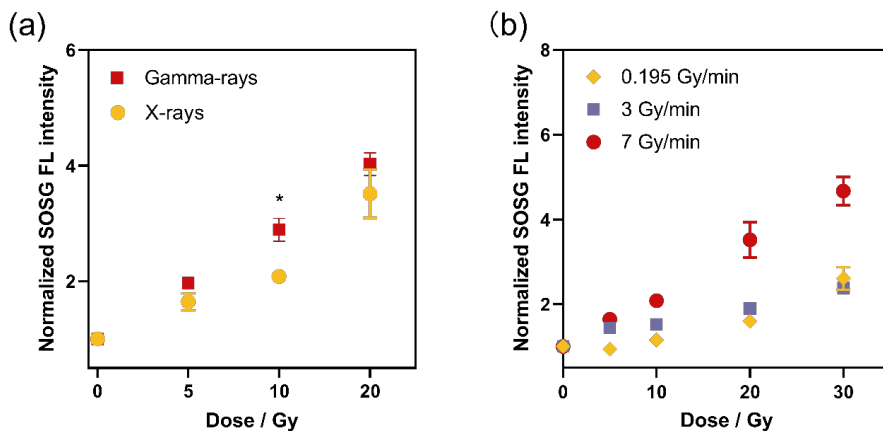 (a)
Normalized SOSG FL intensity
6
4
2
Gamma-rays
X-rays
*
0
5
10
20
Dose / Gy
(b)
Normalized SOSG FL intensity
8
6
4
2
0
0.195 Gy/min
3 Gy/min
7 Gy/min
0
10
20
30
Dose / Gy